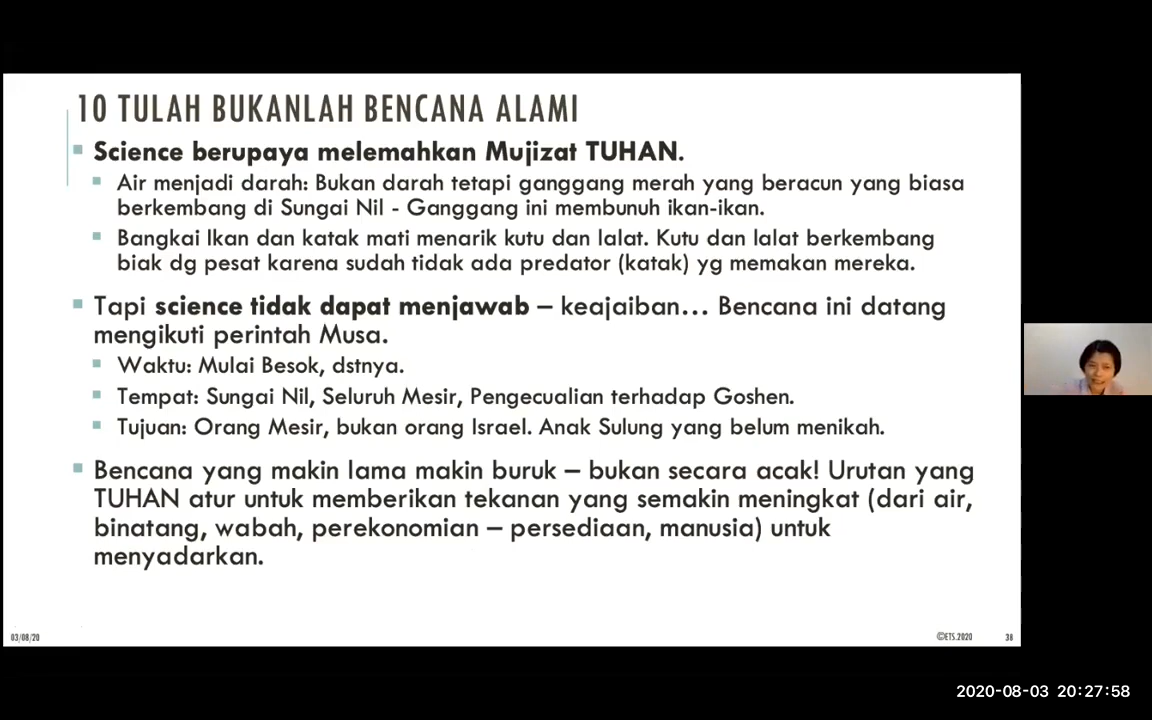 10 TULAH BUKANLAH BENCANA ALAMI
Science berupaya melemahkan Mujizat TUHAN.
Air menjadi darah: Bukan darah tetapi ganggang merah yang beracun yang biasa
berkembang di Sungai Nil - Ganggang ini membunuh ikan-ikan.
Bangkai Ikan dan katak mati menarik kutu dan lalat. Kutu dan lalat berkembang
biak dg pesat karena sudah tidak ada predator (katak) yg memakan mereka.
Tapi science tidak dapat menjawab – keajaiban... Bencana ini datang
mengikuti perintah Musa.
Waktu: Mulai Besok, dstnya.
Tempat: Sungai Nil, Seluruh Mesir, Pengecualian terhadap Goshen.
Tujuan: Orang Mesir, bukan orang Israel. Anak Sulung yang belum menikah.
Bencana yang makin lama makin buruk – bukan secara acak! Urutan yang
TUHAN atur untuk memberikan tekanan yang semakin meningkat (dari air,
binatang, wabah, perekonomian – persediaan, manusia) untuk
menyadarkan.
03/08/20
©ETS.2020
38
2020-08-03 20:27:58